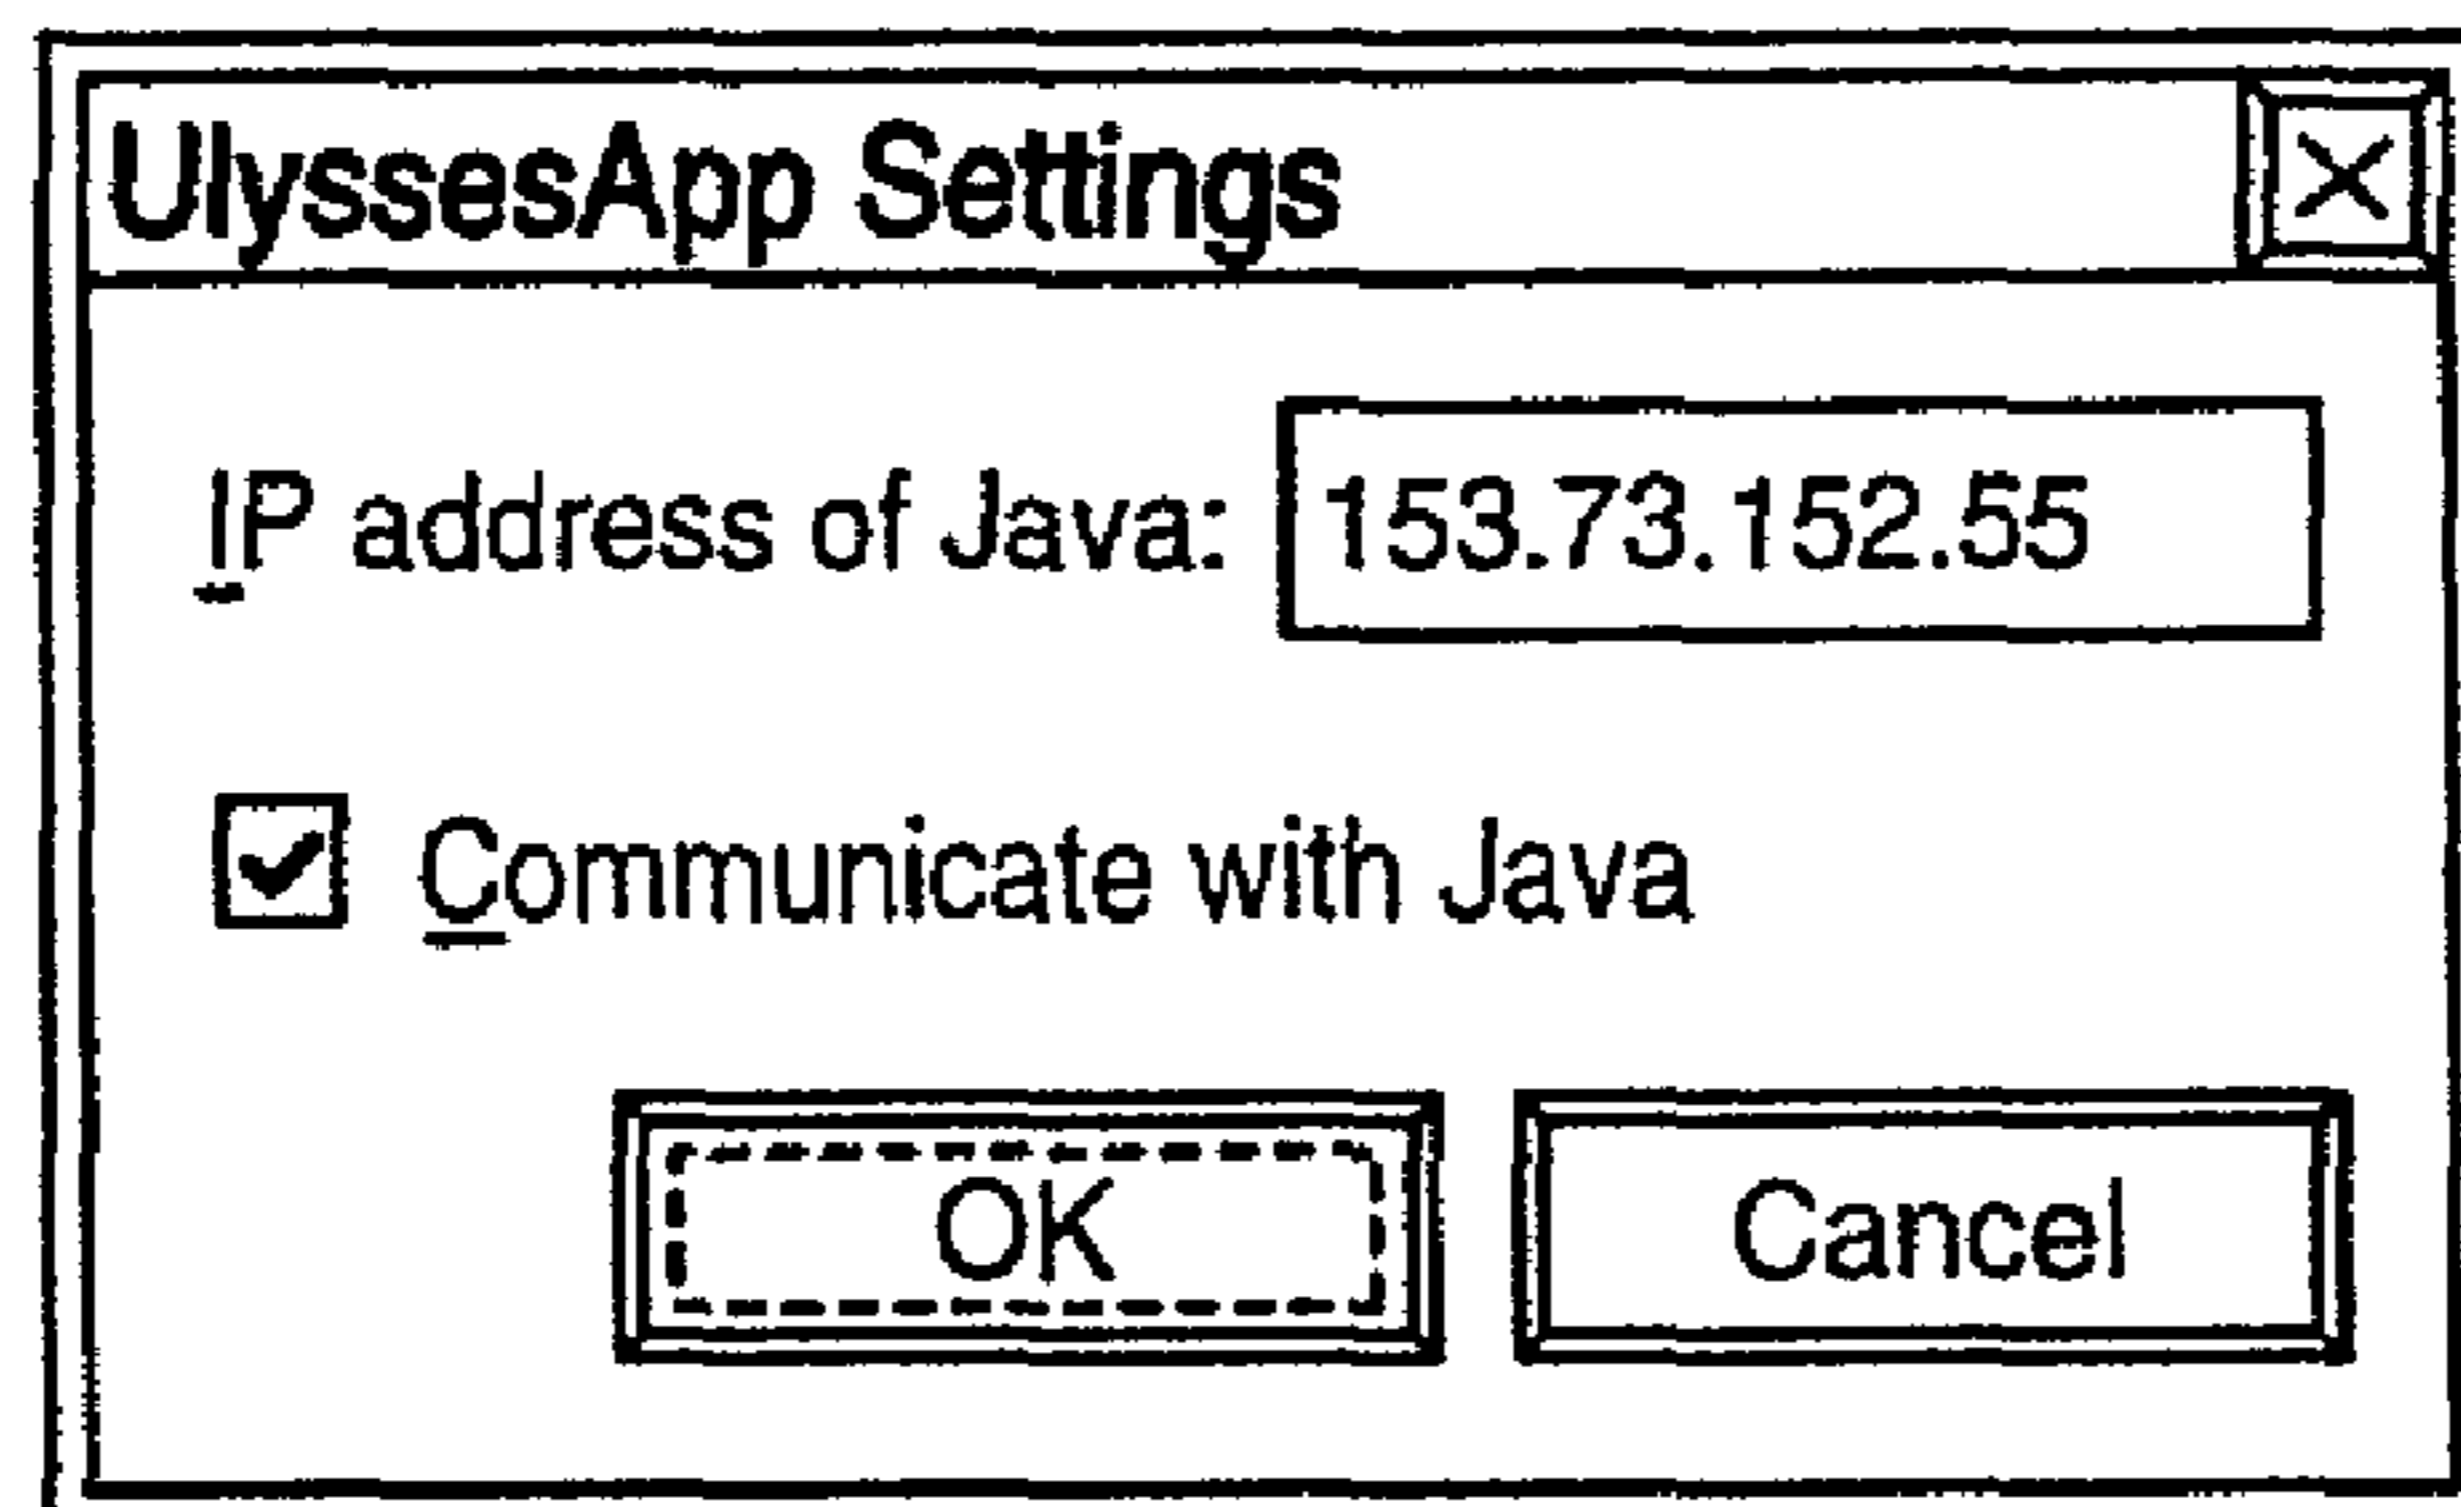 UlyssesApp Settings
IP address of Java: 153.73.152.55
Communicate with Java
OK Cancel